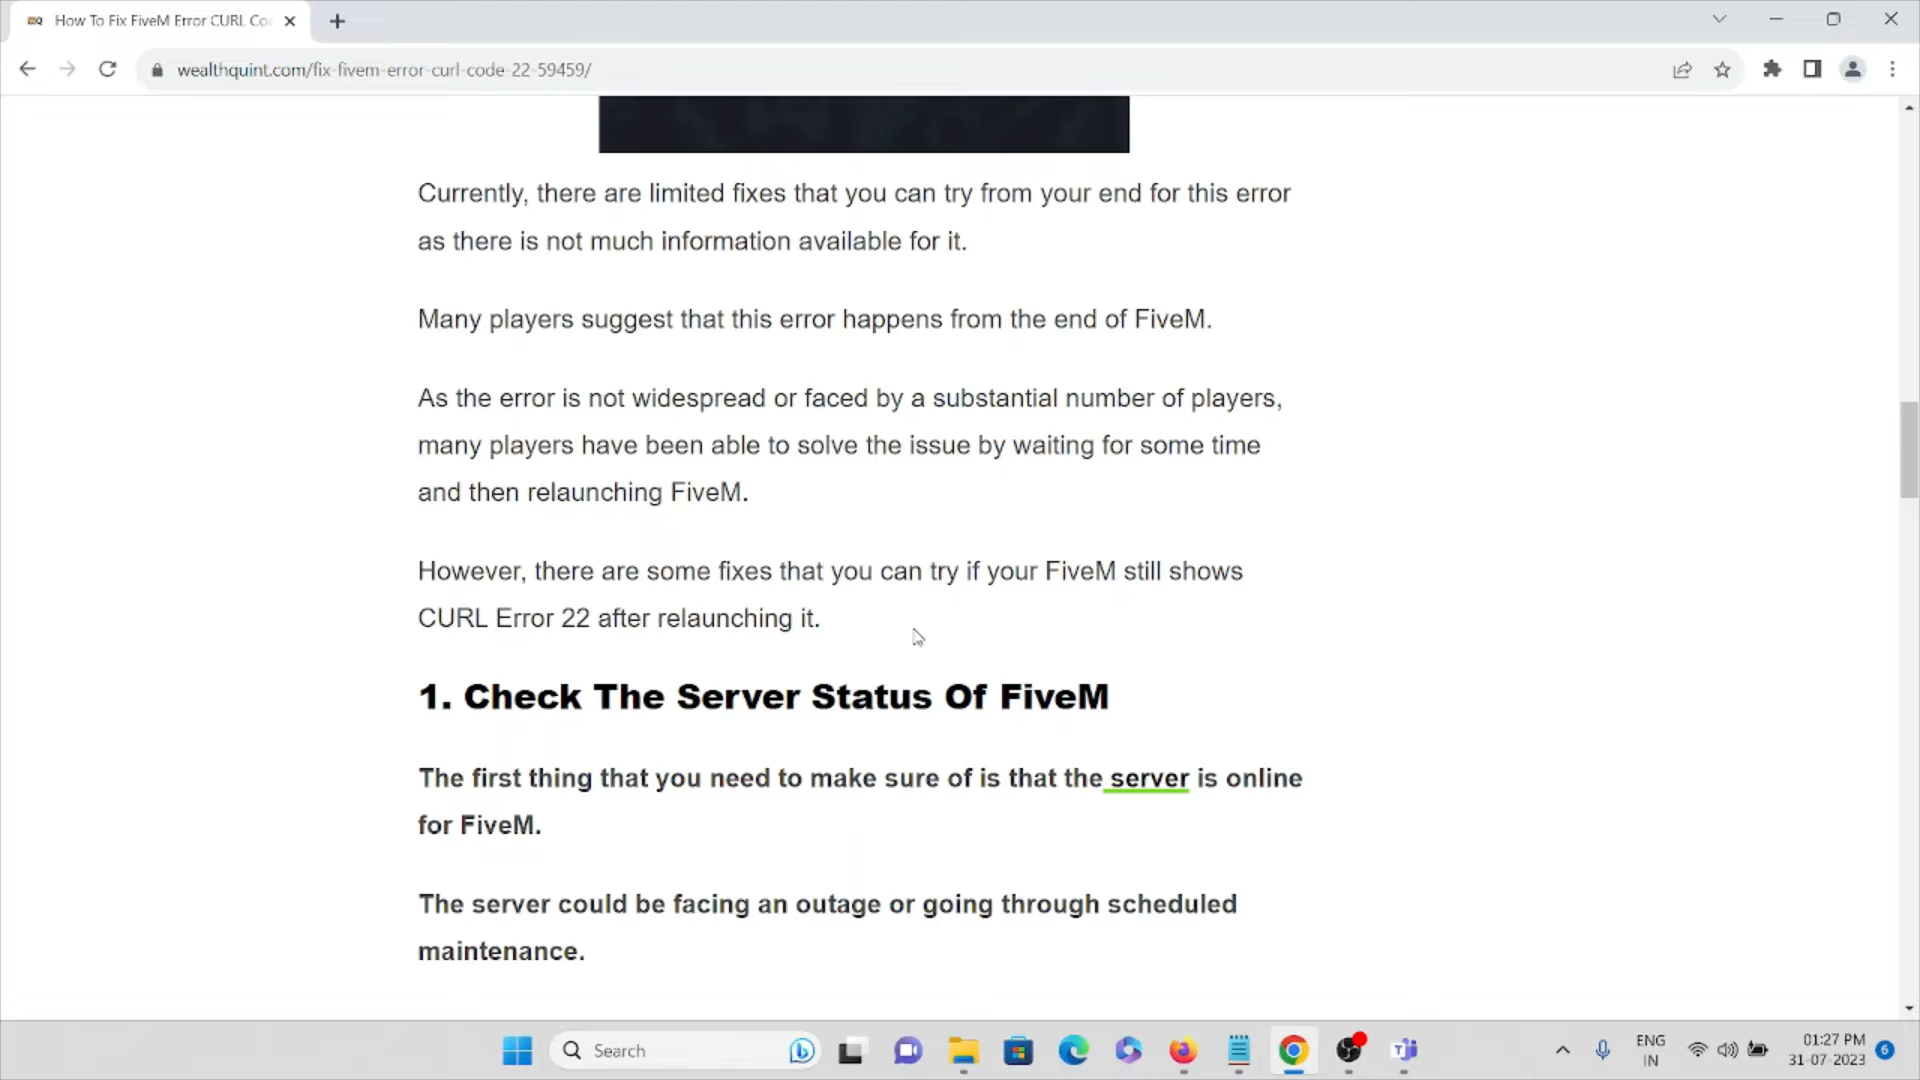 How To Fix FiveM Error CURL Co
wealthquint.com/fix-fivem-error-curl-code-22-59459/
Currently, there are limited fixes that you can try from your end for this error
as there is not much information available for it.
Many players suggest that this error happens from the end of FiveM.
As the error is not widespread or faced by a substantial number of players,
many players have been able to solve the issue by waiting for some time
and then relaunching FiveM.
However, there are some fixes that you can try if your FiveM still shows
CURL Error 22 after relaunching it.
1. Check The Server Status Of FiveM
The first thing that you need to make sure of is that the server is online
for FiveM.
The server could be facing an outage or going through scheduled
maintenance.
Search
ENG
IN
01:27 PM
31-07-2023
6